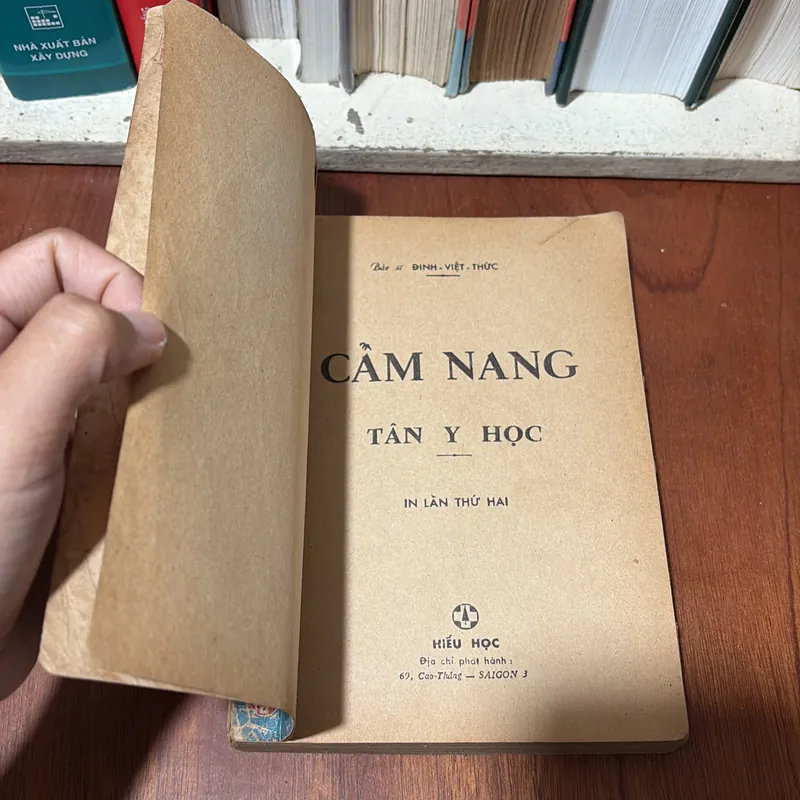 NHÀ XUẤT BẢN
XÂY DỰNG
Bác sĩ ĐINH-VIỆT-THỨC
CẨM NANG
TÂN Y HỌC
IN LẦN THỨ HAI
HIẾU HỌC
Địa chỉ phát hành :
69, Cao-Thắng — SAIGON 3